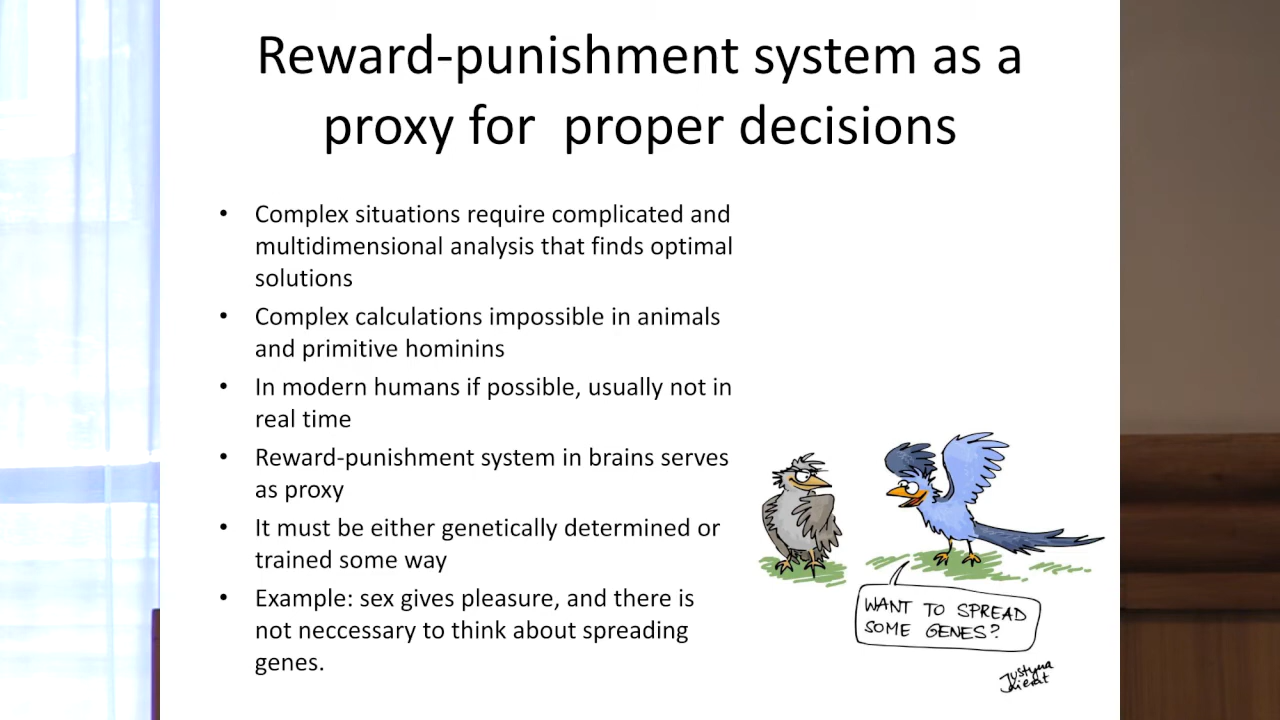 Reward-punishment system as a
proxy for  proper decisions
• Complex situations require complicated and
multidimensional analysis that finds optimal
solutions
• Complex calculations impossible in animals
and primitive hominins
• In modern humans if possible, usually not in
real time
• Reward-punishment system in brains serves
as proxy
• It must be either genetically determined or
trained some way
• Example: sex gives pleasure, and there is
not neccessary to think about spreading
genes.
WANT TO SPREAD
SOME GENES?
Justyna